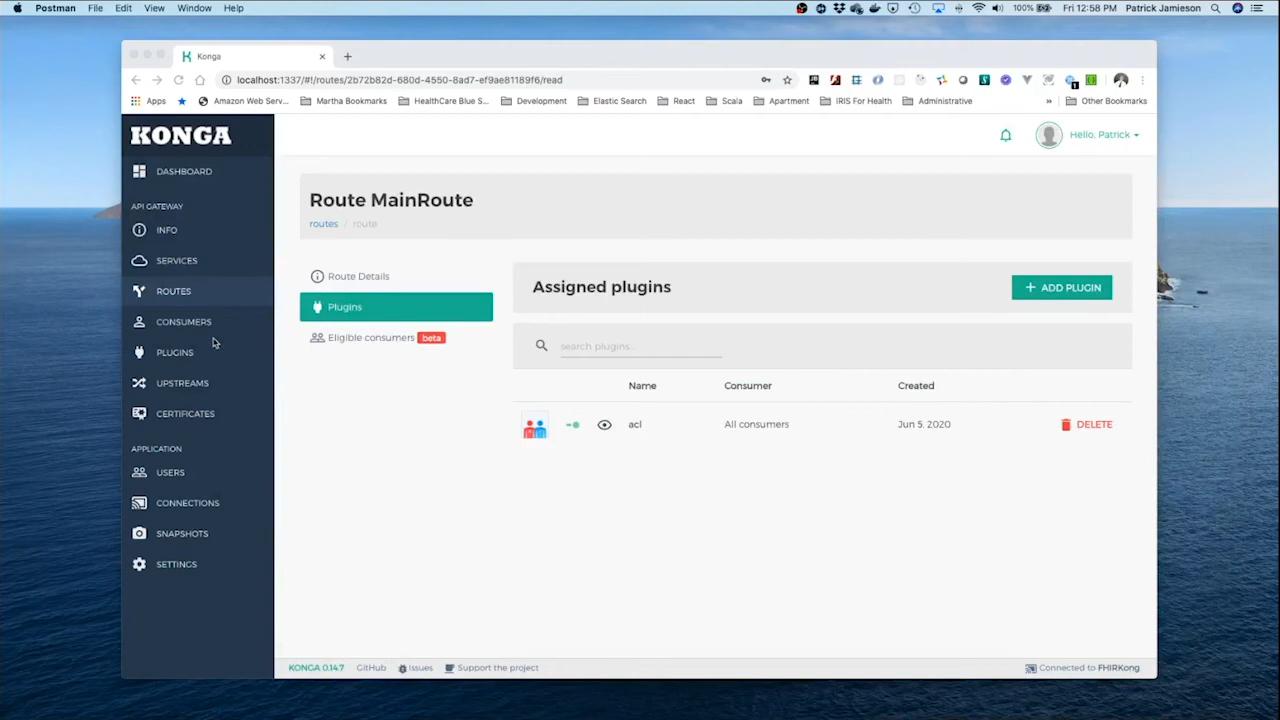 Postman File Edit View Window Help 100% Fri 12:58 PM Patrick Jamieson
Konga
localhost:1337/#!/routes/2b72b82d-680d-4550-8ad7-ef9ae81189f6/read
Apps Amazon Web Serv... Martha Bookmarks HealthCare Blue S... Development Elastic Search React Scala Apartment IRIS For Health Administrative » Other Bookmarks
KONGA
Hello, Patrick
DASHBOARD
API GATEWAY
INFO
SERVICES
ROUTES
CONSUMERS
PLUGINS
UPSTREAMS
CERTIFICATES
APPLICATION
USERS
CONNECTIONS
SNAPSHOTS
SETTINGS
Route MainRoute
routes / route
Route Details
Plugins
Eligible consumers beta
Assigned plugins
+ ADD PLUGIN
search plugins...
Name Consumer Created
acl All consumers Jun 5, 2020 DELETE
KONGA 0.14.7 GitHub Issues Support the project Connected to FHIRKong